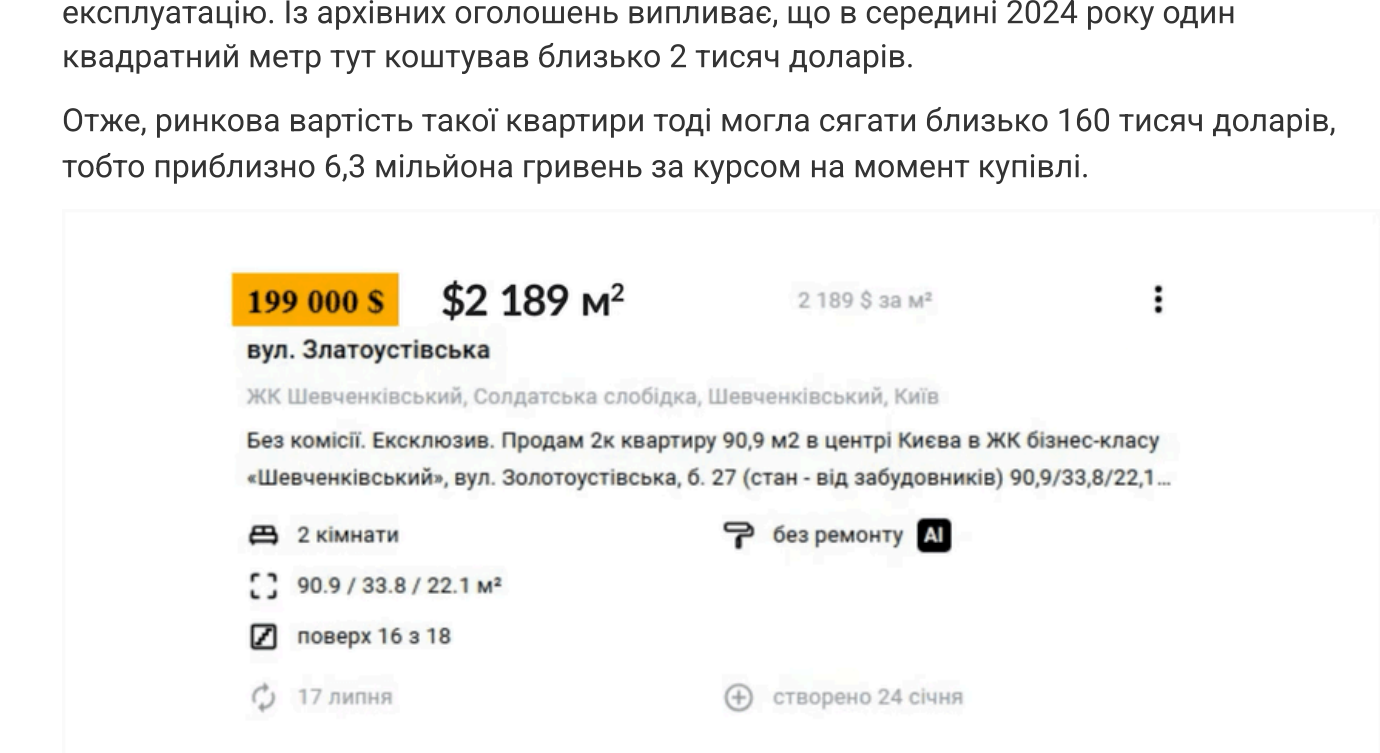 експлуатацію. Із архівних оголошень випливає, що в середині 2024 року один
квадратний метр тут коштував близько 2 тисяч доларів.
Отже, ринкова вартість такої квартири тоді могла сягати близько 160 тисяч доларів,
тобто приблизно 6,3 мільйона гривень за курсом на момент купівлі.
199 000 $ $2 189 м² 2 189 $ за м²
вул. Златоустівська
ЖК Шевченківський, Солдатська слобідка, Шевченківський, Київ
Без комісії. Ексклюзив. Продам 2к квартиру 90,9 м2 в центрі Києва в ЖК бізнес-класу
«Шевченківський», вул. Золотоустівська, б. 27 (стан - від забудовників) 90,9/33,8/22,1...
2 кімнати без ремонту AI
90.9 / 33.8 / 22.1 м²
поверх 16 з 18
17 липня створено 24 січня